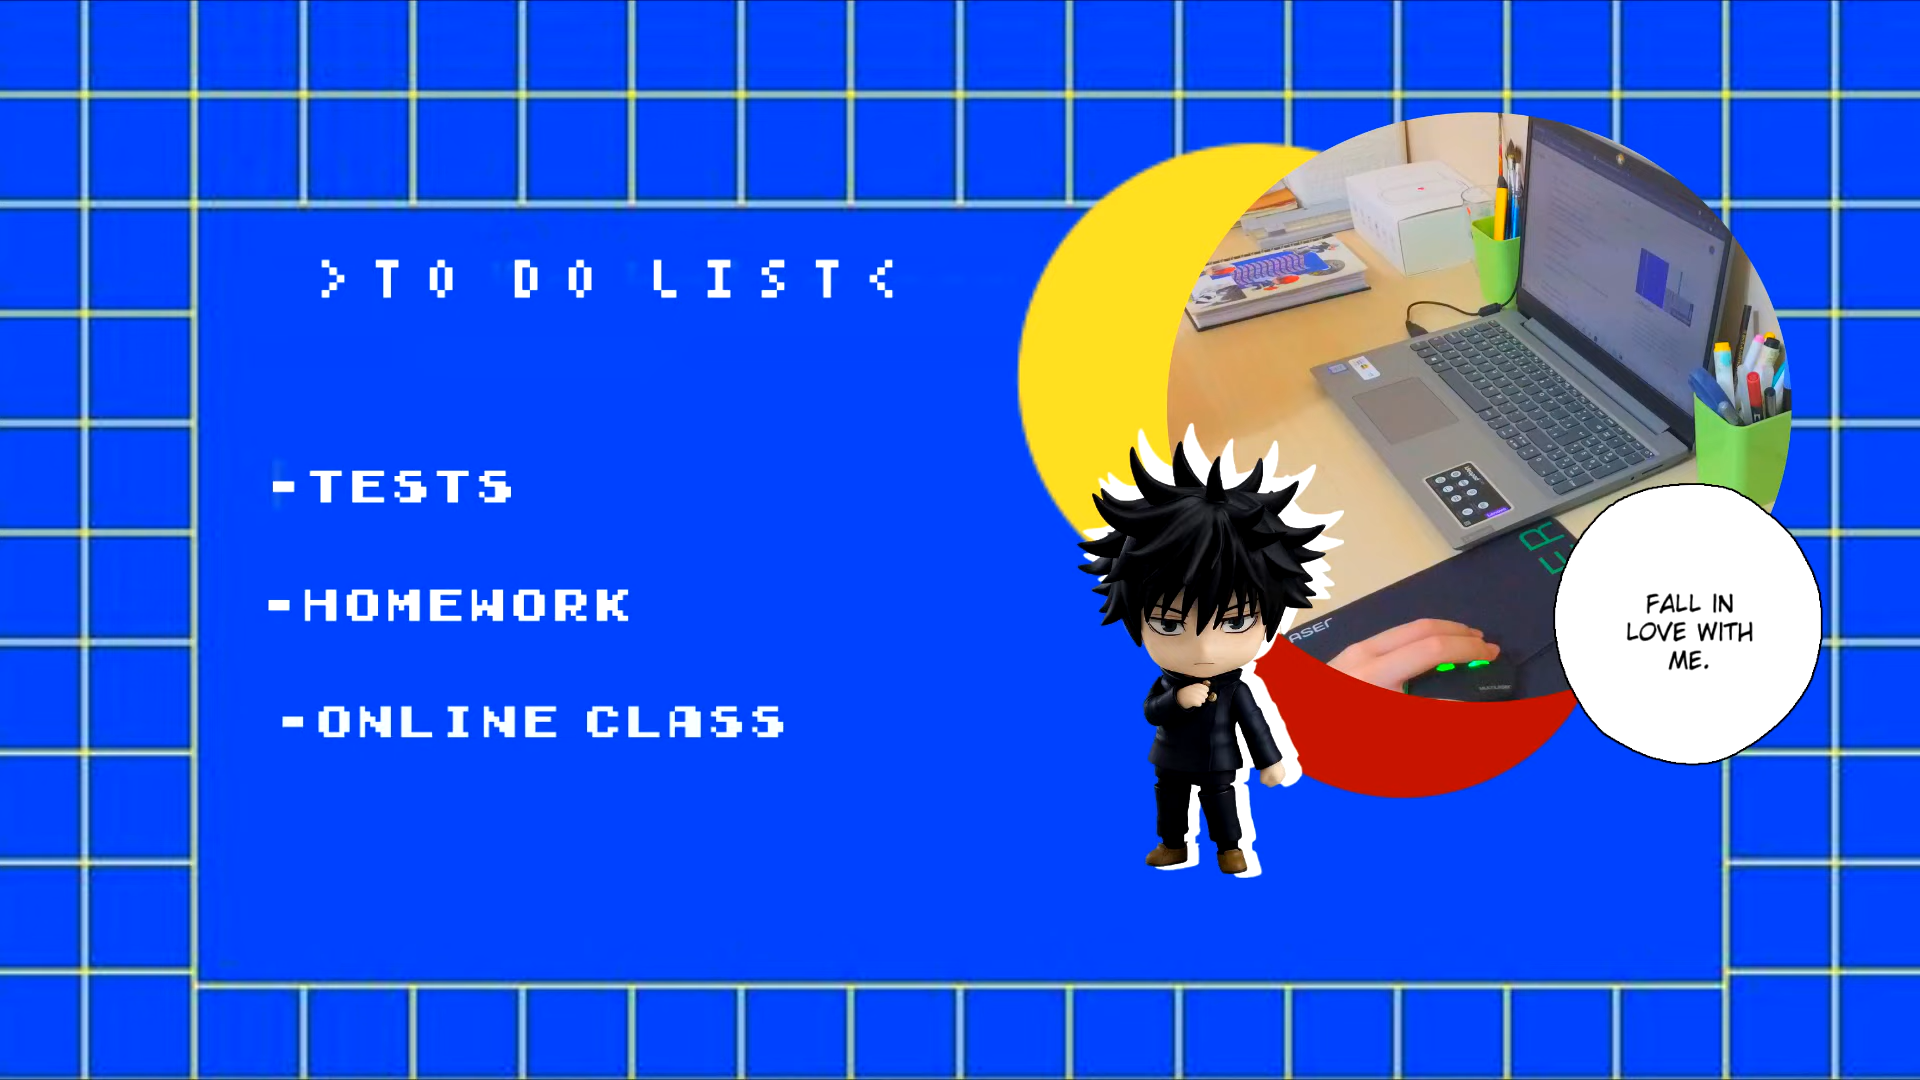 >TO DO LIST<
-TESTS
-HOMEWORK
-ONLINE CLASS
FALL IN
LOVE WITH
ME.